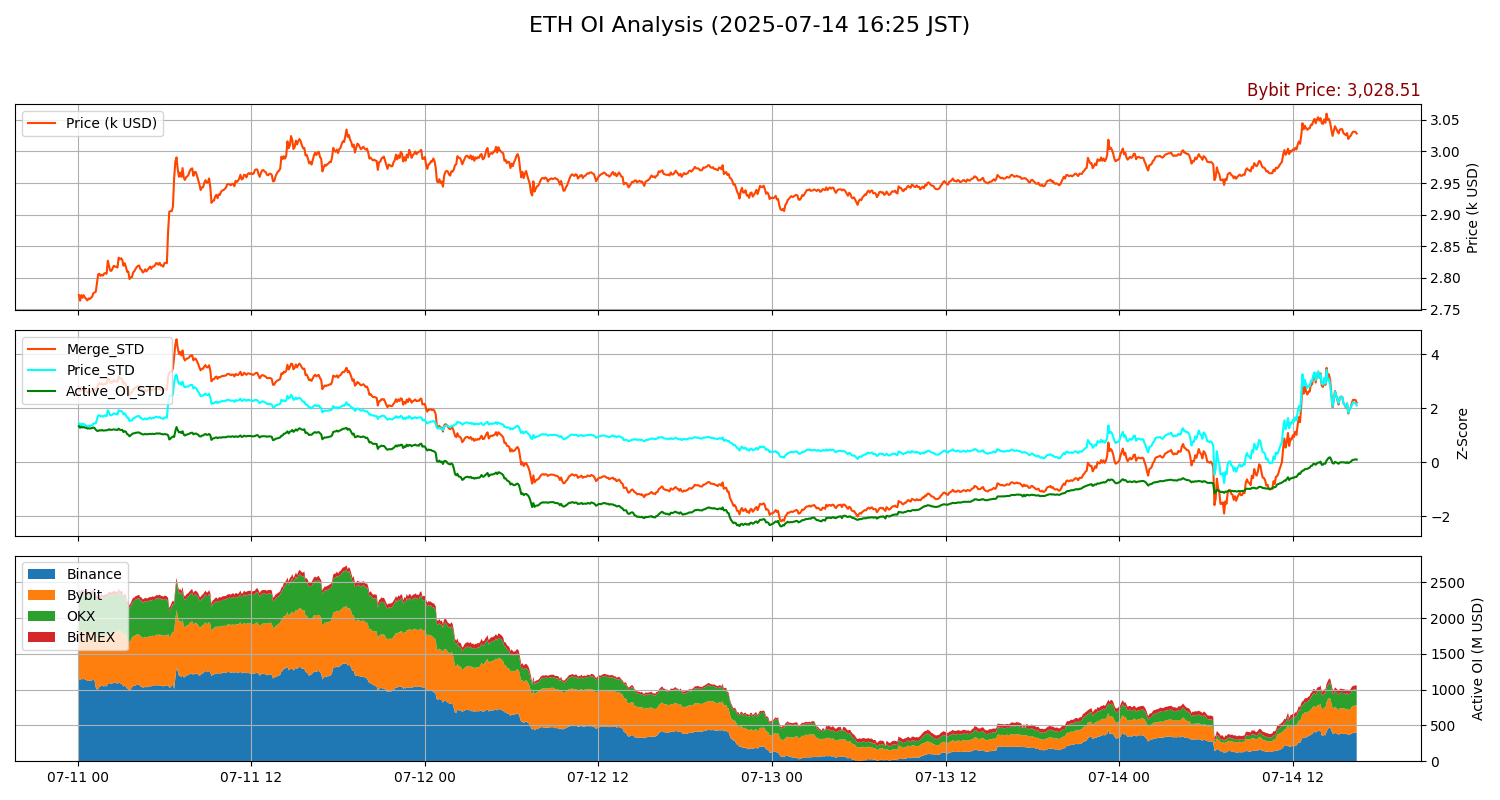 ETH OI Analysis (2025-07-14 16:25 JST)
Bybit Price: 3,028.51
Price (k USD)
3.05
3.00
2.95
2.90
2.85
2.80
2.75
Price (k USD)
Merge_STD
Price_STD
Active_OI_STD
4
2
0
−2
Z-Score
Binance
Bybit
OKX
BitMEX
2500
2000
1500
1000
500
0
Active OI (M USD)
07-11 00
07-11 12
07-12 00
07-12 12
07-13 00
07-13 12
07-14 00
07-14 12